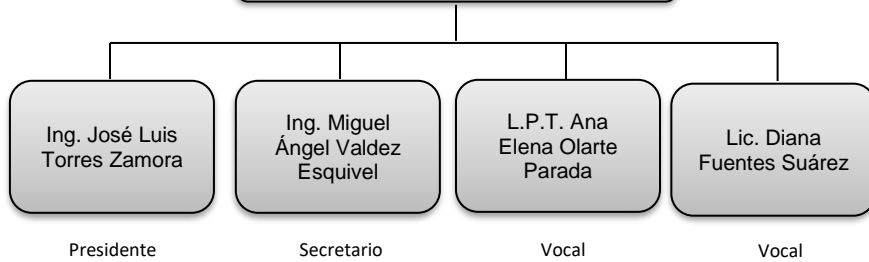 Ing. José Luis
Torres Zamora
Ing. Miguel
Ángel Valdez
Esquivel
L.P.T. Ana
Elena Olarte
Parada
Lic. Diana
Fuentes Suárez
Presidente
Secretario
Vocal
Vocal